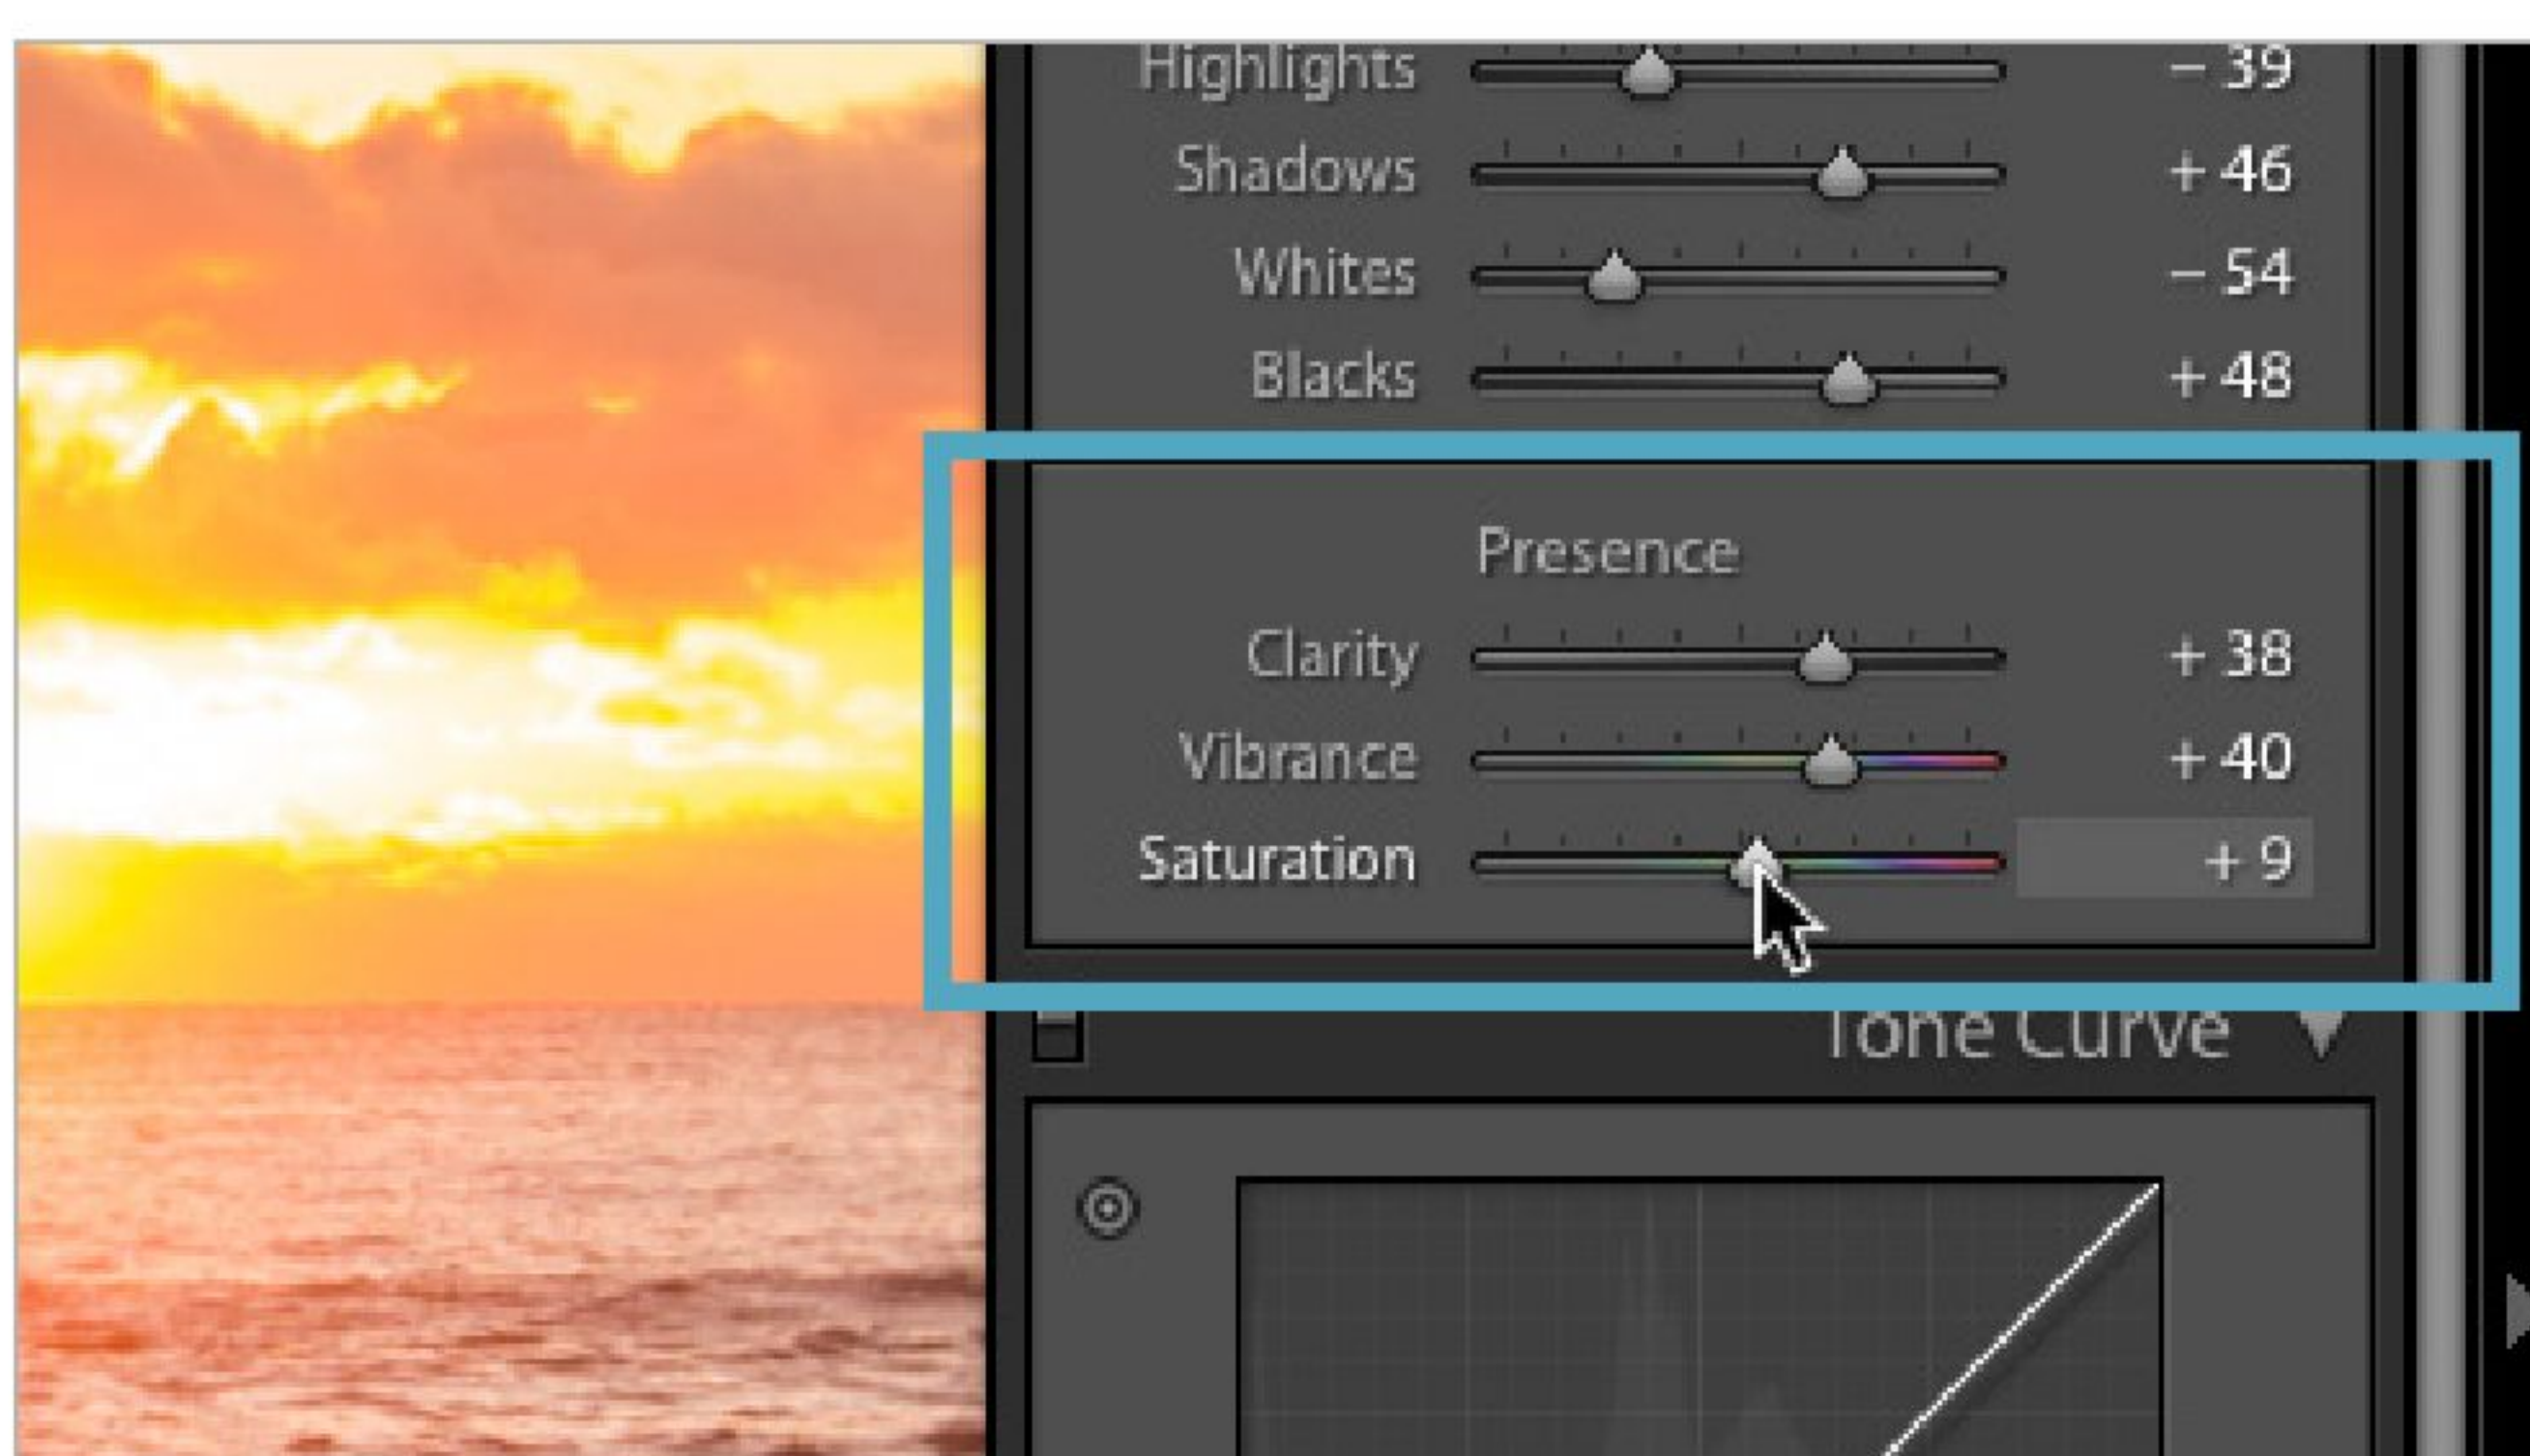 Highlights − 39
Shadows + 46
Whites − 54
Blacks + 48
Presence
Clarity + 38
Vibrance + 40
Saturation + 9
Tone Curve